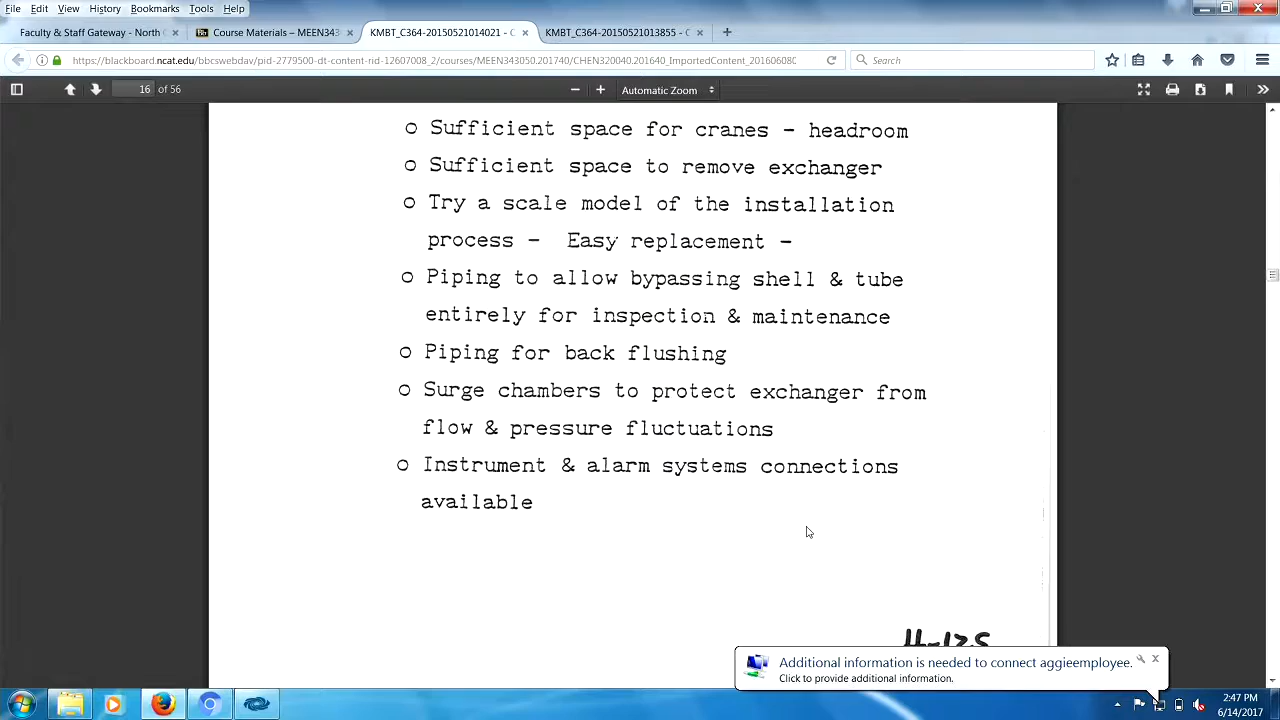 File Edit View History Bookmarks Tools Help
Faculty & Staff Gateway - North
Course Materials – MEEN343
KMBT_C364-20150521014021 - C
KMBT_C364-20150521013855 - C
https://blackboard.ncat.edu/bbcswebdav/pid-2779500-dt-content-rid-12607008_2/courses/MEEN343050.201740
CHEN320040.201640_ImportedContent_201606080
Search
16 of 56
Automatic Zoom
o Sufficient space for cranes - headroom
o Sufficient space to remove exchanger
o Try a scale model of the installation
process - Easy replacement -
o Piping to allow bypassing shell & tube
entirely for inspection & maintenance
o Piping for back flushing
o Surge chambers to protect exchanger from
flow & pressure fluctuations
o Instrument & alarm systems connections
available
Additional information is needed to connect aggieemployee.
Click to provide additional information.
2:47 PM
6/14/2017